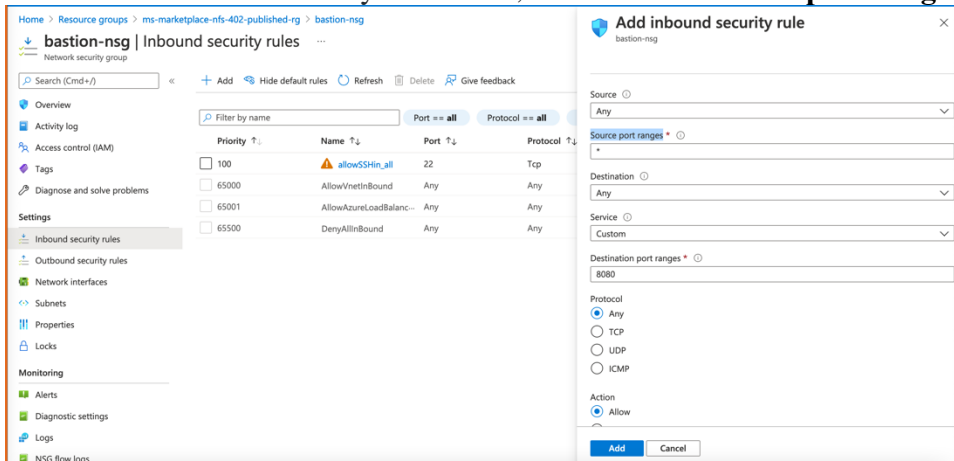 Home > Resource groups > ms-marketplace-nfs-402-published-rg > bastion-nsg
bastion-nsg | Inbound security rules ...
Network security group
Search (Cmd+/) «
Overview
Activity log
Access control (IAM)
Tags
Diagnose and solve problems
Settings
Inbound security rules
Outbound security rules
Network interfaces
Subnets
Properties
Locks
Monitoring
Alerts
Diagnostic settings
Logs
NSG flow logs
+ Add Hide default rules Refresh Delete Give feedback
Filter by name Port == all Protocol == all
Priority ↑↓ Name ↑↓ Port ↑↓ Protocol ↑↓
100 allowSSHin_all 22 Tcp
65000 AllowVnetInBound Any Any
65001 AllowAzureLoadBalanc... Any Any
65500 DenyAllInBound Any Any
Add inbound security rule ×
bastion-nsg
Source
Any
Source port ranges *
*
Destination
Any
Service
Custom
Destination port ranges *
8080
Protocol
Any
TCP
UDP
ICMP
Action
Allow
Add Cancel